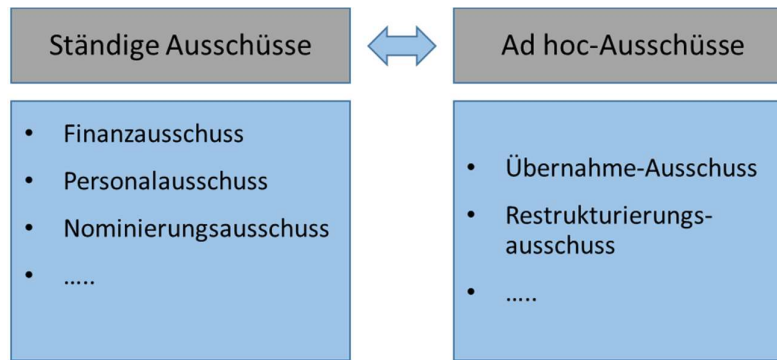 Ständige Ausschüsse
Ad hoc-Ausschüsse
• Finanzausschuss
• Personalausschuss
• Nominierungsausschuss
• .....
• Übernahme-Ausschuss
• Restrukturierungs-
ausschuss
• .....